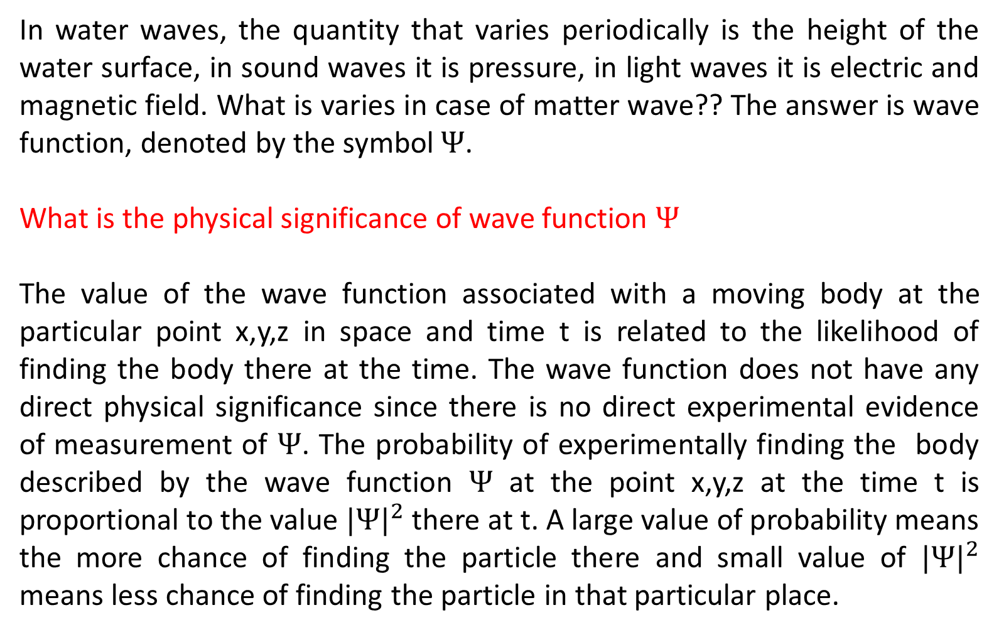 In water waves, the quantity that varies periodically is the height of the
water surface, in sound waves it is pressure, in light waves it is electric and
magnetic field. What is varies in case of matter wave?? The answer is wave
function, denoted by the symbol Ψ.
What is the physical significance of wave function Ψ
The value of the wave function associated with a moving body at the
particular point x,y,z in space and time t is related to the likelihood of
finding the body there at the time. The wave function does not have any
direct physical significance since there is no direct experimental evidence
of measurement of Ψ. The probability of experimentally finding the body
described by the wave function Ψ at the point x,y,z at the time t is
proportional to the value |Ψ|² there at t. A large value of probability means
the more chance of finding the particle there and small value of |Ψ|²
means less chance of finding the particle in that particular place.